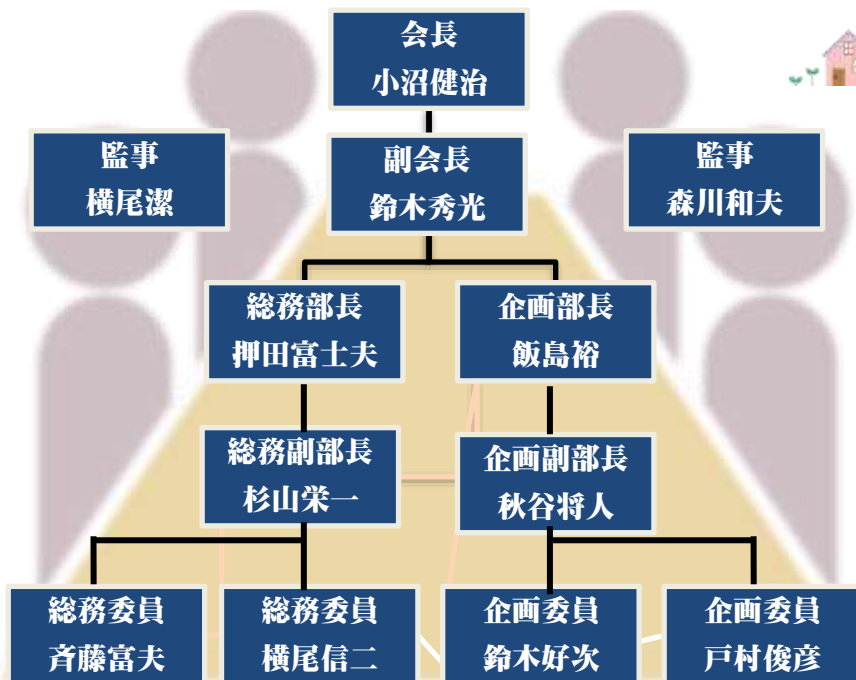 会長
小沼健治
監事
横尾潔
副会長
鈴木秀光
監事
森川和夫
総務部長
押田富士夫
企画部長
飯島裕
総務副部長
杉山栄一
企画副部長
秋谷将人
総務委員
斉藤富夫
総務委員
横尾信二
企画委員
鈴木好次
企画委員
戸村俊彦